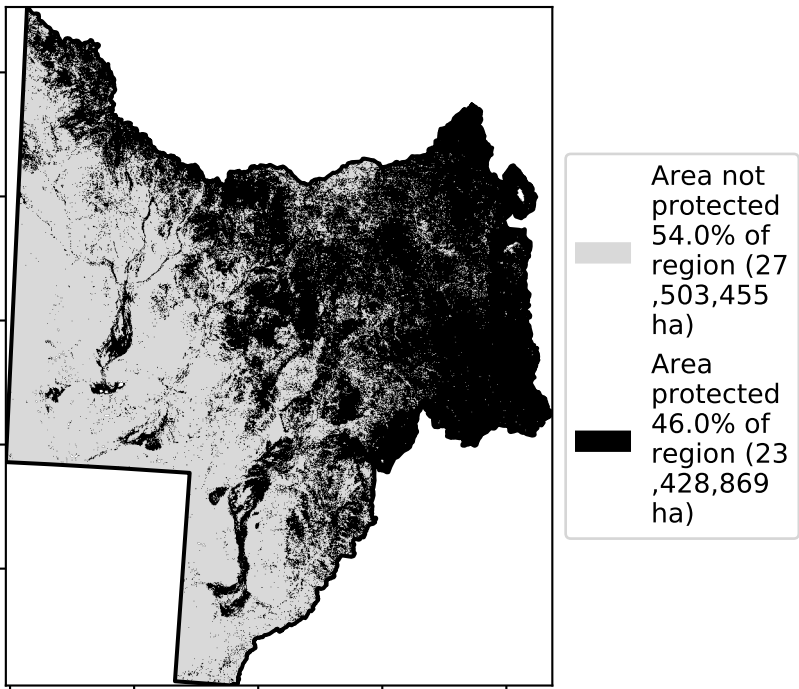 Area not
protected
54.0% of
region (27
,503,455
ha)
Area
protected
46.0% of
region (23
,428,869
ha)